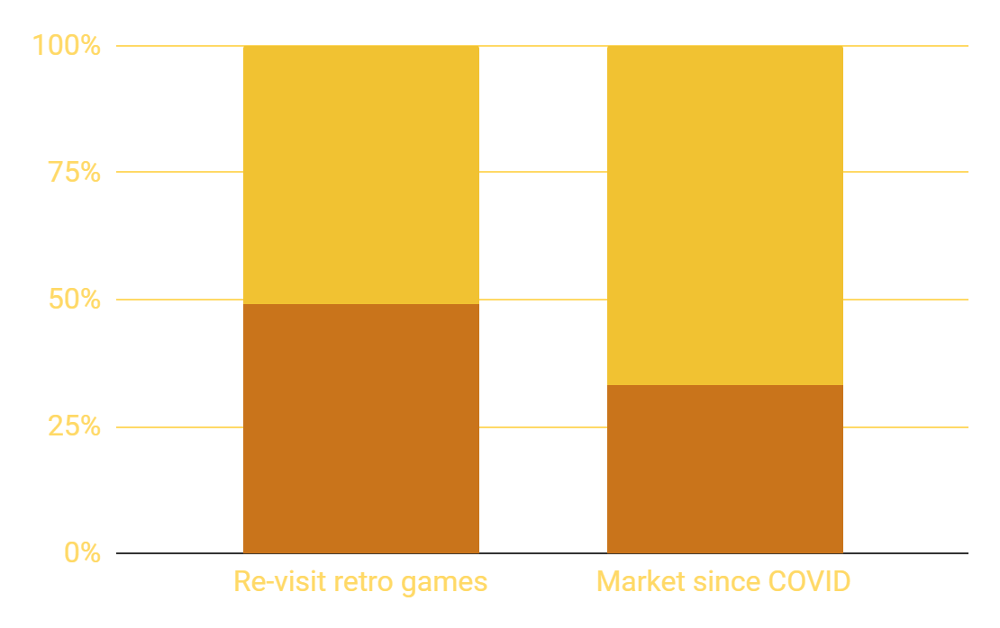 100%
75%
50%
25%
0%
Re-visit retro games
Market since COVID